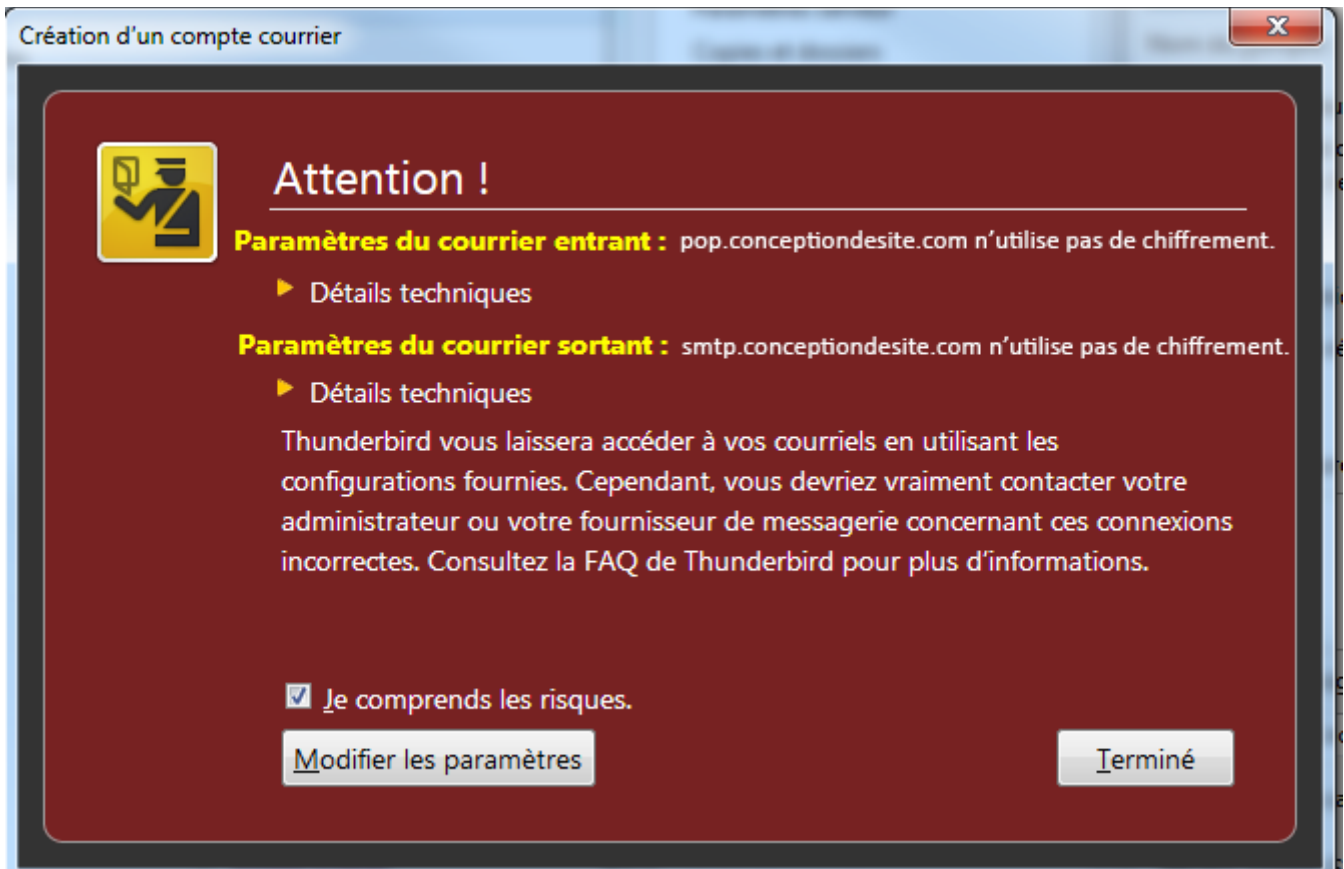 Création d'un compte courrier
Attention !
Paramètres du courrier entrant : pop.conceptiondesite.com n'utilise pas de chiffrement.
Détails techniques
Paramètres du courrier sortant : smtp.conceptiondesite.com n'utilise pas de chiffrement.
Détails techniques
Thunderbird vous laissera accéder à vos courriels en utilisant les
configurations fournies. Cependant, vous devriez vraiment contacter votre
administrateur ou votre fournisseur de messagerie concernant ces connexions
incorrectes. Consultez la FAQ de Thunderbird pour plus d'informations.
Je comprends les risques.
Modifier les paramètres
Terminé